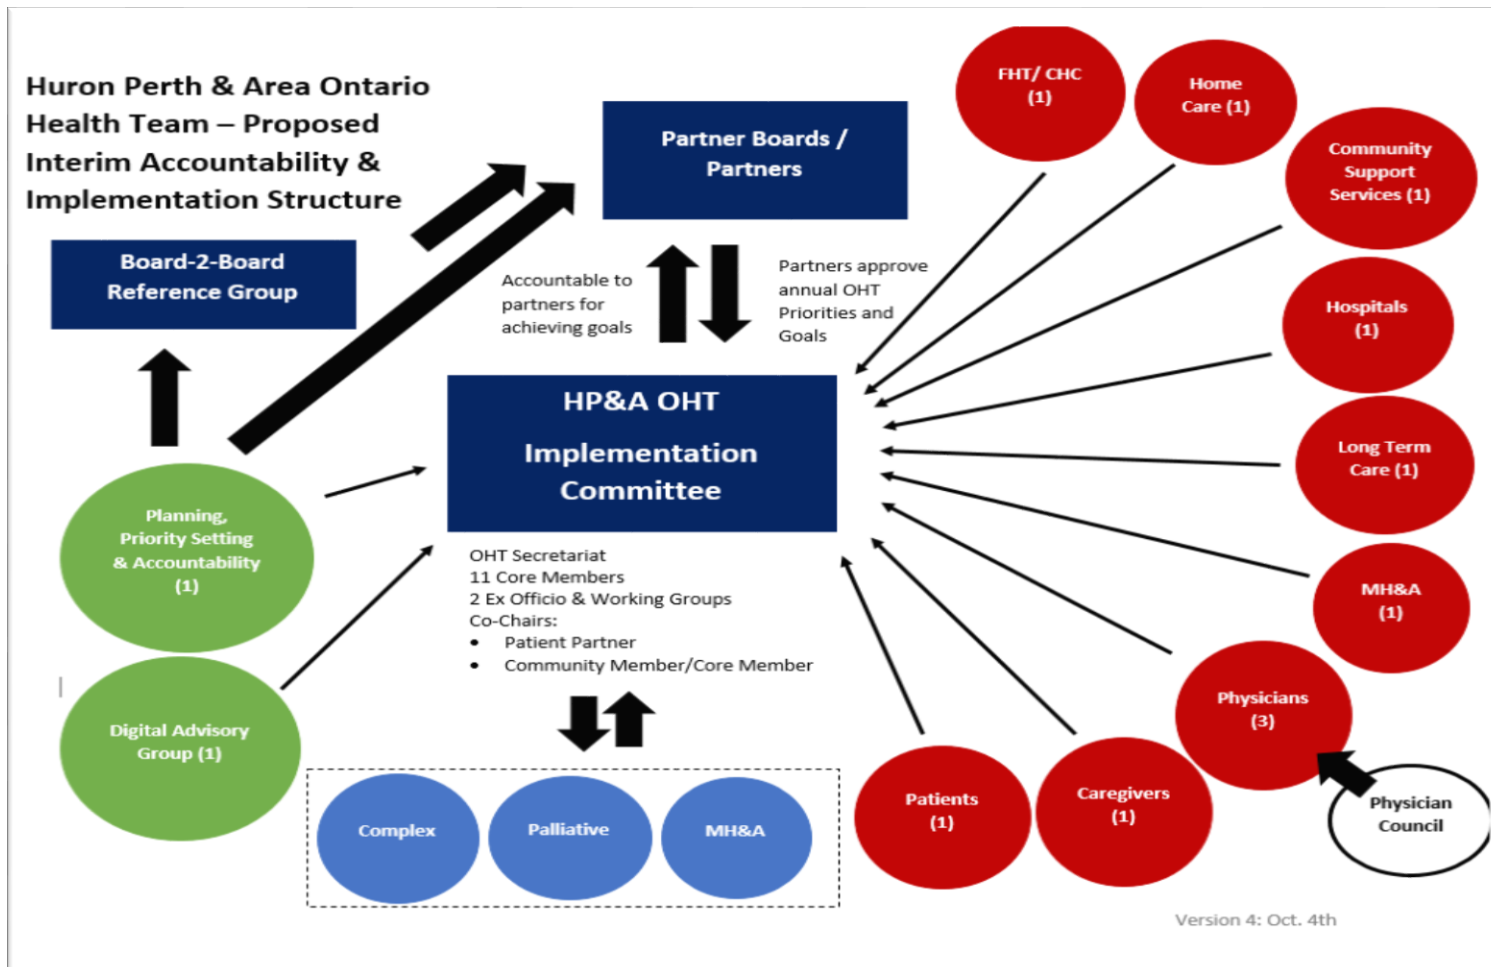 Huron Perth & Area Ontario
Health Team – Proposed
Interim Accountability &
Implementation Structure
Partner Boards /
Partners
Board-2-Board
Reference Group
Accountable to
partners for
achieving goals
Partners approve
annual OHT
Priorities and
Goals
HP&A OHT
Implementation
Committee
OHT Secretariat
11 Core Members
2 Ex Officio & Working Groups
Co-Chairs:
• Patient Partner
• Community Member/Core Member
Planning,
Priority Setting
& Accountability
(1)
Digital Advisory
Group (1)
Complex
Palliative
MH&A
FHT/ CHC
(1)
Home
Care (1)
Community
Support
Services (1)
Hospitals
(1)
Long Term
Care (1)
MH&A
(1)
Physicians
(3)
Physician
Council
Caregivers
(1)
Patients
(1)
Version 4: Oct. 4th